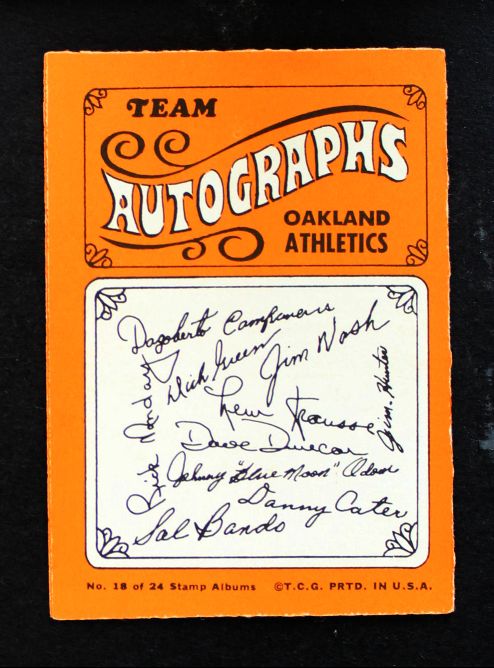 TEAM
AUTOGRAPHS
OAKLAND
ATHLETICS
Dagoberto Campaneris
Dick Green
Jim Nash
Rick Monday
Lew Krausse
Jim Hunter
Dave Duncan
Johnny "Blue Moon" Odom
Danny Cater
Sal Bando
No. 18 of 24 Stamp Albums ©T.C.G. PRTD. IN U.S.A.